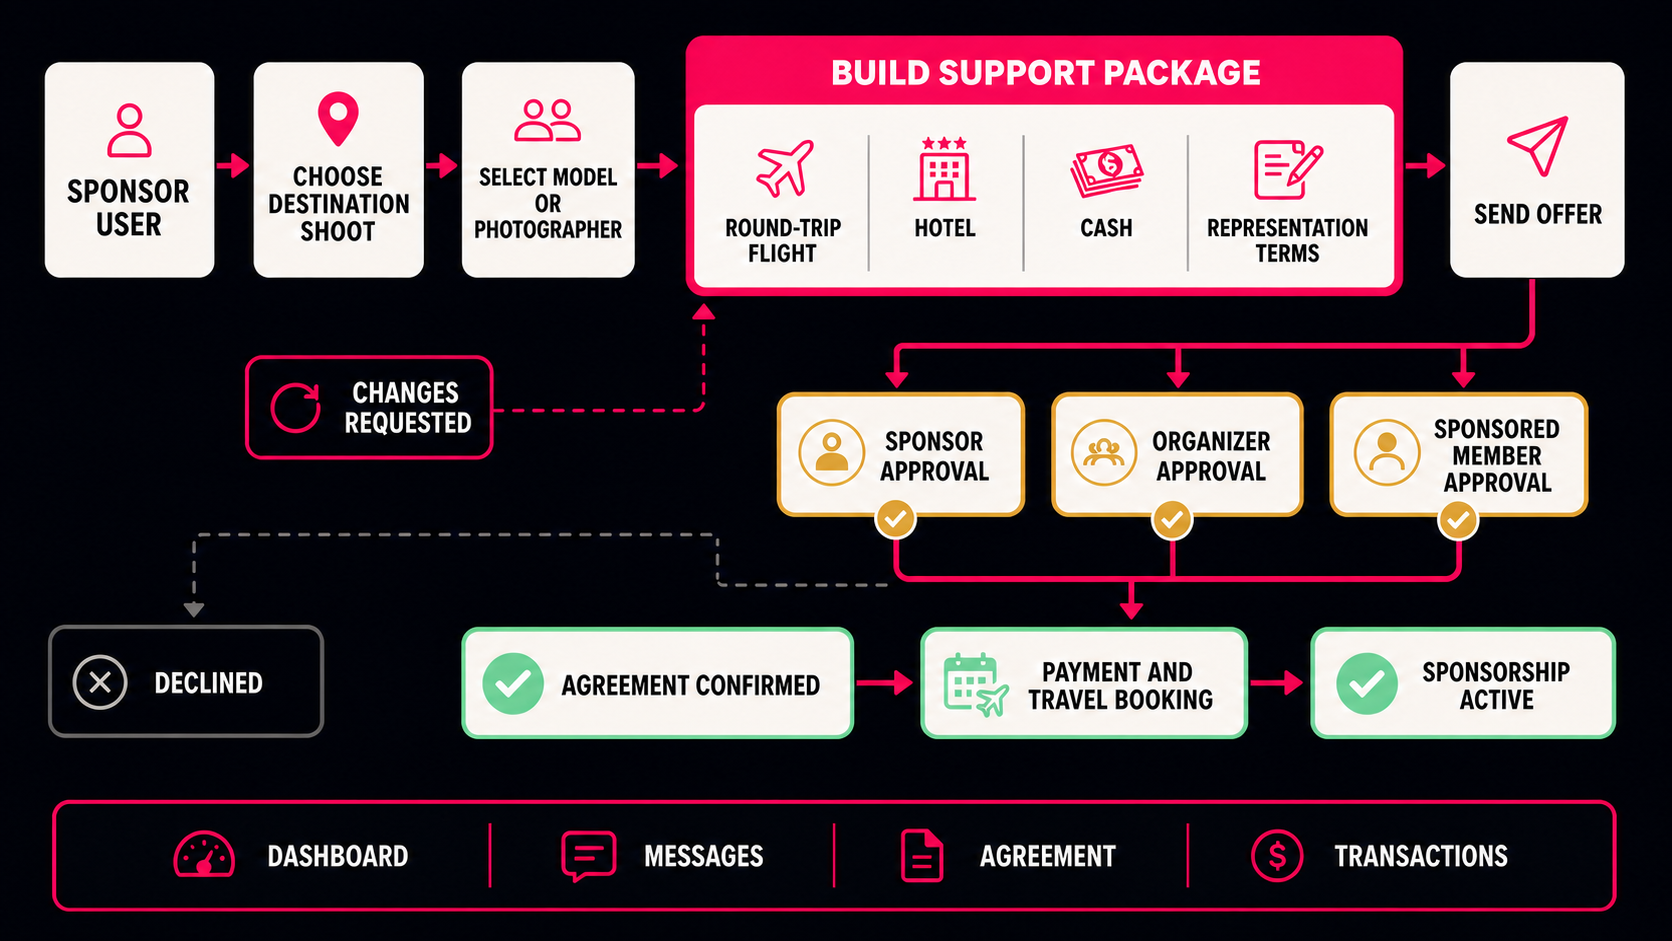 SPONSOR
USER
CHOOSE
DESTINATION
SHOOT
SELECT MODEL
OR
PHOTOGRAPHER
BUILD SUPPORT PACKAGE
ROUND-TRIP
FLIGHT
HOTEL
CASH
REPRESENTATION
TERMS
SEND OFFER
CHANGES
REQUESTED
SPONSOR
APPROVAL
ORGANIZER
APPROVAL
SPONSORED
MEMBER
APPROVAL
DECLINED
AGREEMENT CONFIRMED
PAYMENT AND
TRAVEL BOOKING
SPONSORSHIP
ACTIVE
DASHBOARD
MESSAGES
AGREEMENT
TRANSACTIONS